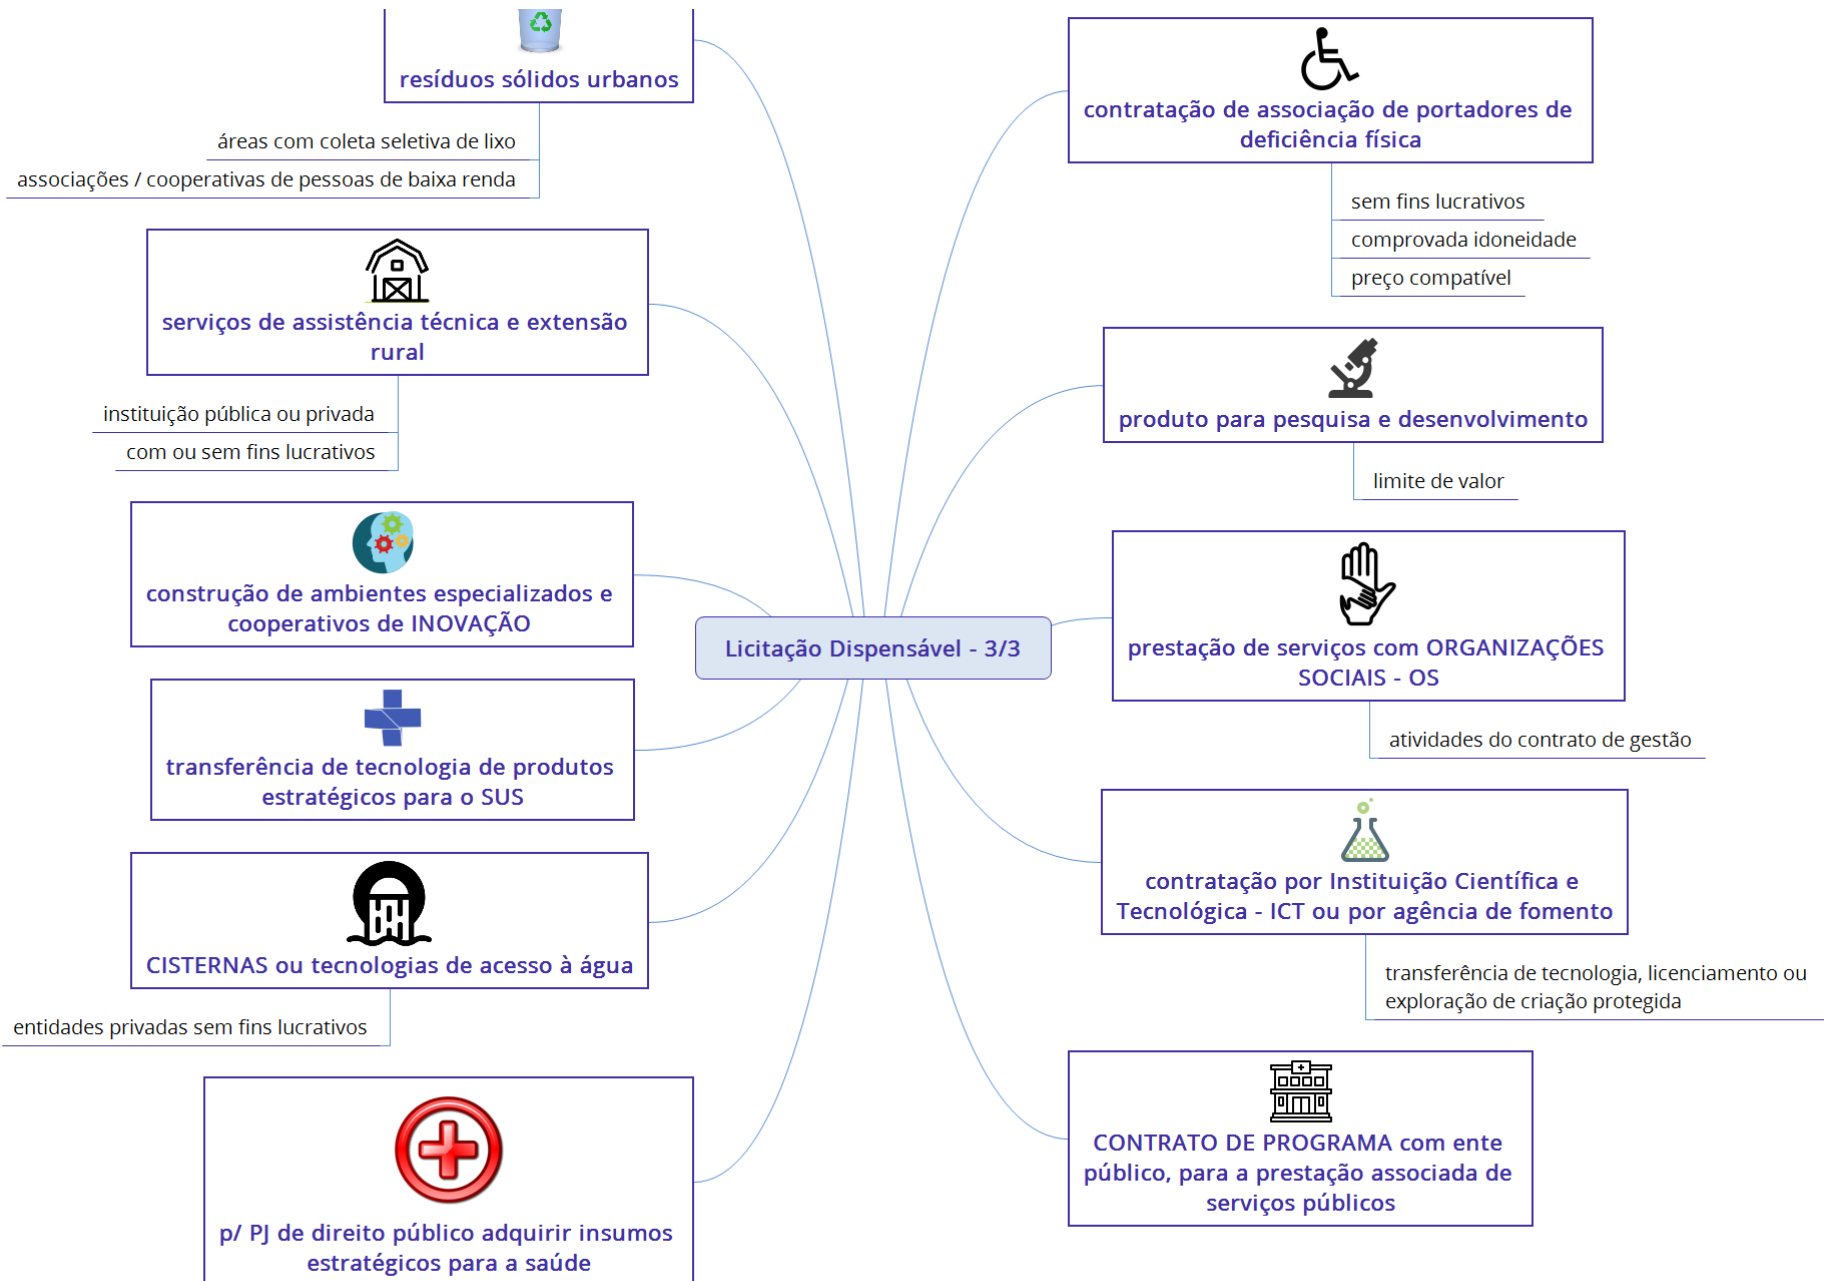 resíduos sólidos urbanos
áreas com coleta seletiva de lixo
associações / cooperativas de pessoas de baixa renda
serviços de assistência técnica e extensão
rural
instituição pública ou privada
com ou sem fins lucrativos
construção de ambientes especializados e
cooperativos de INOVAÇÃO
transferência de tecnologia de produtos
estratégicos para o SUS
CISTERNAS ou tecnologias de acesso à água
entidades privadas sem fins lucrativos
p/ PJ de direito público adquirir insumos
estratégicos para a saúde
Licitação Dispensável - 3/3
contratação de associação de portadores de
deficiência física
sem fins lucrativos
comprovada idoneidade
preço compatível
produto para pesquisa e desenvolvimento
limite de valor
prestação de serviços com ORGANIZAÇÕES
SOCIAIS - OS
atividades do contrato de gestão
contratação por Instituição Científica e
Tecnológica - ICT ou por agência de fomento
transferência de tecnologia, licenciamento ou
exploração de criação protegida
CONTRATO DE PROGRAMA com ente
público, para a prestação associada de
serviços públicos